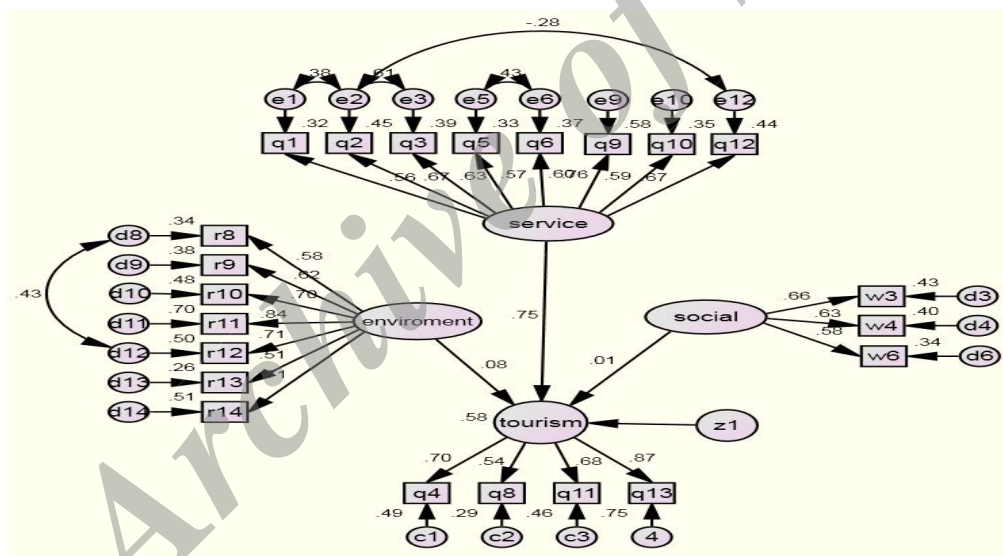 -.28
.38 .43
e1 e2 e3 e5 e6 e9 e10 e12
.32 .45 .39 .33 .37 .58 .35 .44
q1 q2 q3 q5 q6 q9 q10 q12
.56 .67 .63 .57 .76 .59 .67
service
d8 .34 r8 .58
d9 .38 r9 .62
d10 .48 r10 .70
d11 .70 r11 .84
d12 .50 r12 .71
d13 .26 r13 .51
d14 .51 r14
.43
enviroment
.75
social
.66 w3 .43 d3
.63 w4 .40 d4
.58 w6 .34 d6
.08 .01
.58 tourism
z1
.70 .54 .68 .87
q4 q8 q11 q13
.49 .29 .46 .75
c1 c2 c3 4
Archive of